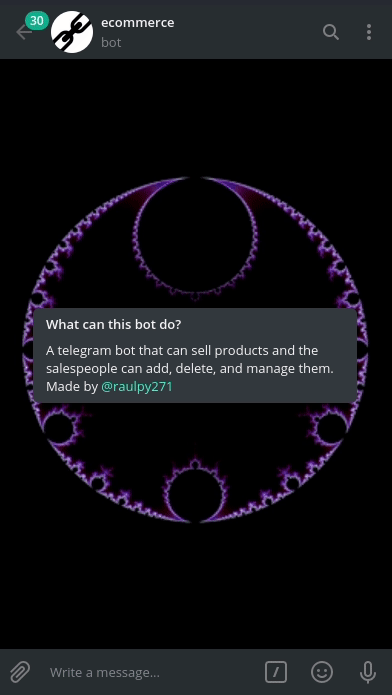 30
ecommerce
bot
What can this bot do?
A telegram bot that can sell products and the
salespeople can add, delete, and manage them.
Made by @raulpy271
Write a message...